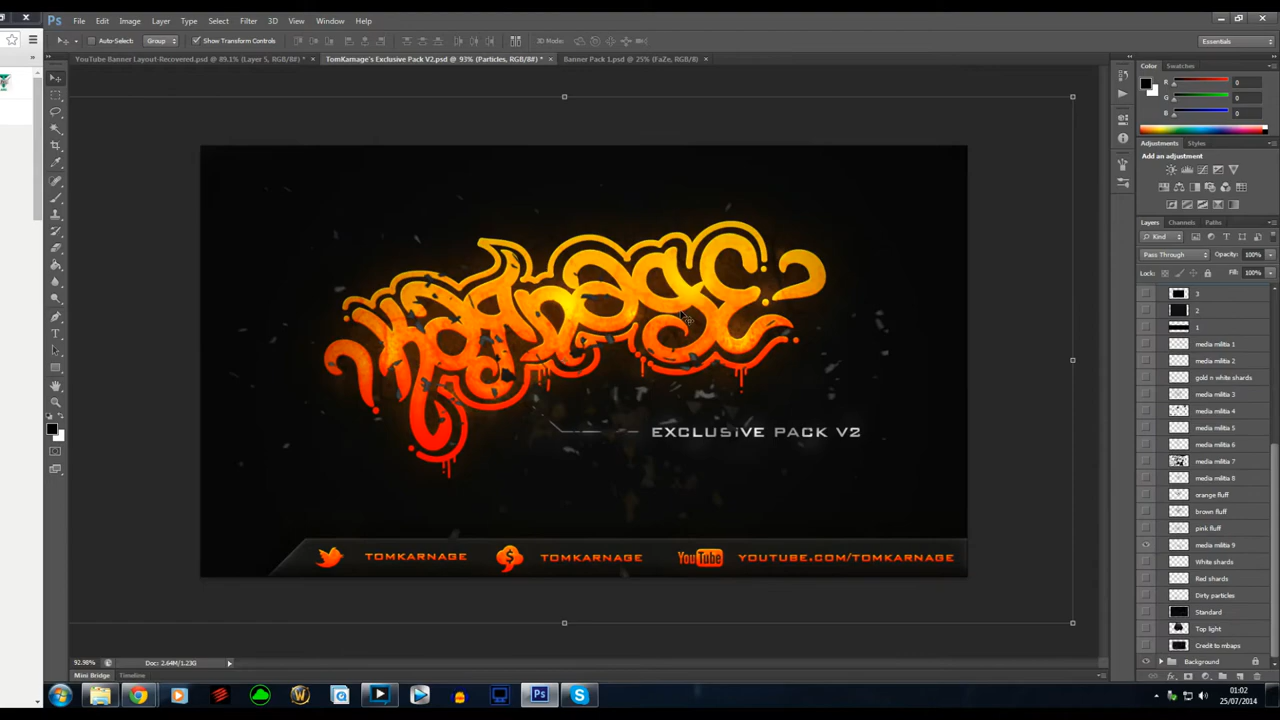 Ps File Edit Image Layer Type Select Filter 3D View Window Help
Auto-Select: Group Show Transform Controls 3D Mode: Essentials
YouTube Banner Layout-Recovered.psd @ 89.1% (Layer 5, RGB/8) * × TomKarnage's Exclusive Pack V2.psd @ 93% (Particles, RGB/8) * × Banner Pack 1.psd @ 25% (FaZe, RGB/8) ×
Color Swatches
R 0
G 0
B 0
Adjustments Styles
Add an adjustment
Layers Channels Paths
Kind
Pass Through Opacity: 100%
Lock: Fill: 100%
3
2
1
media militia 1
media militia 2
gold n white shards
media militia 3
media militia 4
media militia 5
media militia 6
media militia 7
media militia 8
orange fluff
brown fluff
pink fluff
media militia 9
White shards
Red shards
Dirty particles
Standard
Top light
Credit to mbaps
Background
Karnage
EXCLUSIVE PACK V2
TOMKARNAGE TOMKARNAGE YouTube YOUTUBE.COM/TOMKARNAGE
92.98% Doc: 2.64M/1.23G
Mini Bridge Timeline
01:02
25/07/2014